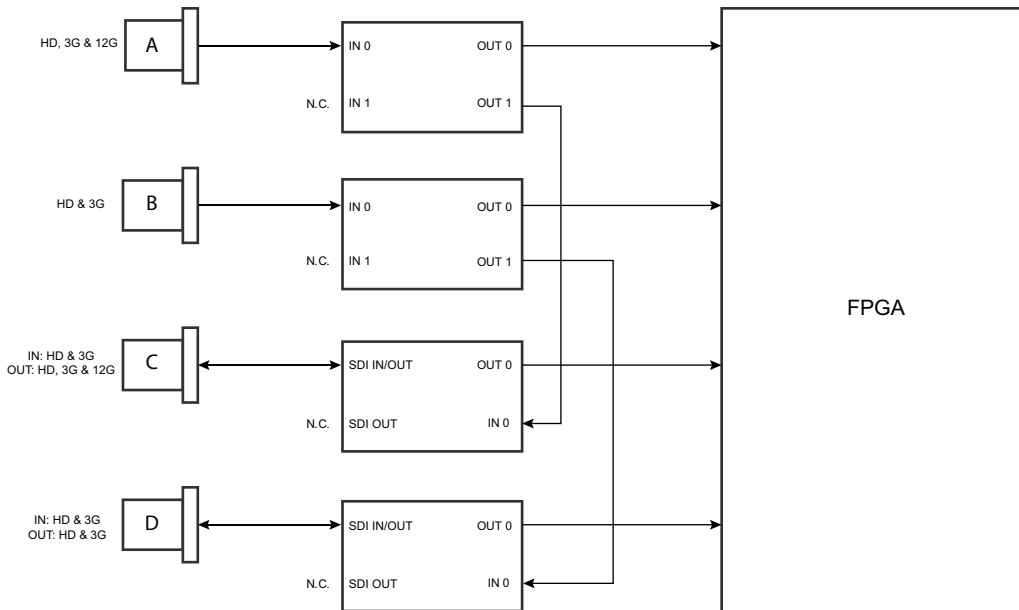 HD, 3G & 12G
A
IN 0
OUT 0
N.C.
IN 1
OUT 1
HD & 3G
B
IN 0
OUT 0
N.C.
IN 1
OUT 1
FPGA
IN: HD & 3G
OUT: HD, 3G & 12G
C
SDI IN/OUT
OUT 0
N.C.
SDI OUT
IN 0
IN: HD & 3G
OUT: HD & 3G
D
SDI IN/OUT
OUT 0
N.C.
SDI OUT
IN 0